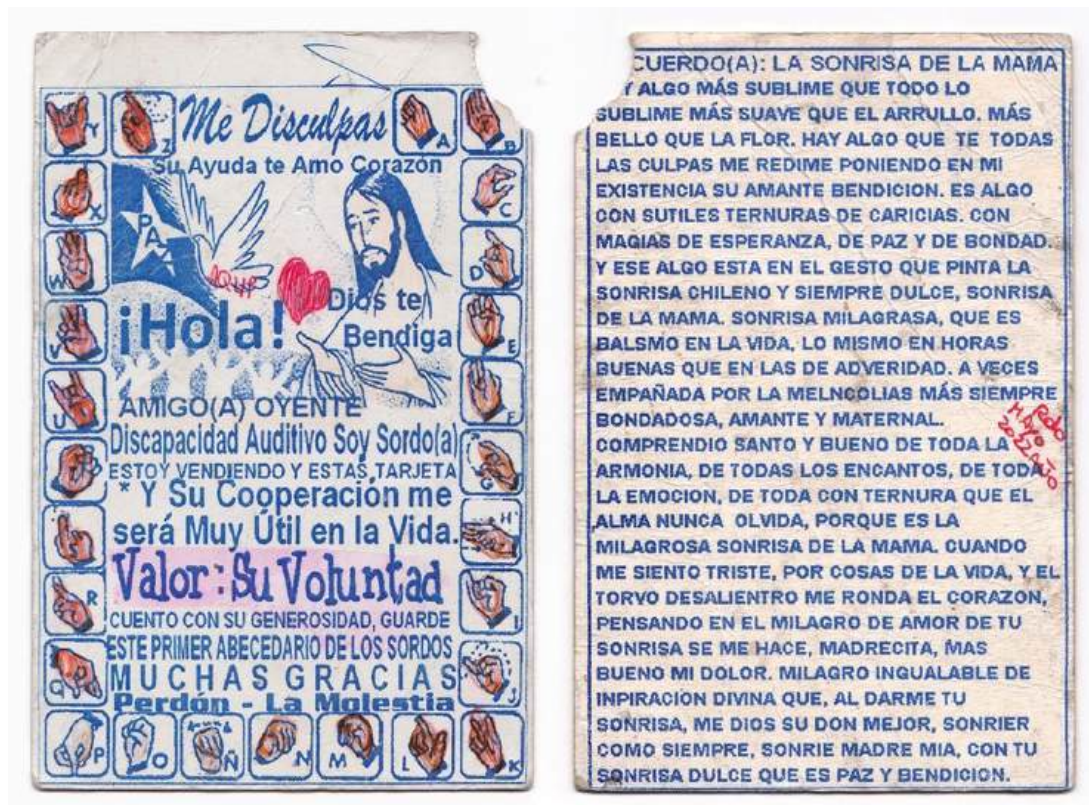 Me Disculpas
Su Ayuda te Amo Corazón
PAZ
¡Hola!
Dios te
Bendiga
AMIGO(A) OYENTE
Discapacidad Auditivo Soy Sordo(a)
ESTOY VENDIENDO Y ESTAS TARJETA
* Y Su Cooperación me
será Muy Útil en la Vida.
Valor : Su Voluntad
CUENTO CON SU GENEROSIDAD, GUARDE
ESTE PRIMER ABECEDARIO DE LOS SORDOS
MUCHAS GRACIAS
Perdón - La Molestia
A
B
C
D
E
F
G
H
I
J
K
L
M
N
Ñ
O
P
Q
R
U
V
W
X
Y
Z
CUERDO(A): LA SONRISA DE LA MAMA
Y ALGO MÁS SUBLIME QUE TODO LO
SUBLIME MÁS SUAVE QUE EL ARRULLO. MÁS
BELLO QUE LA FLOR. HAY ALGO QUE TE TODAS
LAS CULPAS ME REDIME PONIENDO EN MI
EXISTENCIA SU AMANTE BENDICION. ES ALGO
CON SUTILES TERNURAS DE CARICIAS. CON
MAGIAS DE ESPERANZA, DE PAZ Y DE BONDAD.
Y ESE ALGO ESTA EN EL GESTO QUE PINTA LA
SONRISA CHILENO Y SIEMPRE DULCE, SONRISA
DE LA MAMA. SONRISA MILAGRASA, QUE ES
BALSMO EN LA VIDA, LO MISMO EN HORAS
BUENAS QUE EN LAS DE ADVERIDAD. A VECES
EMPAÑADA POR LA MELNCOLIAS MÁS SIEMPRE
BONDADOSA, AMANTE Y MATERNAL.
COMPRENDIO SANTO Y BUENO DE TODA LA
ARMONIA, DE TODAS LOS ENCANTOS, DE TODA
LA EMOCION, DE TODA CON TERNURA QUE EL
ALMA NUNCA OLVIDA, PORQUE ES LA
MILAGROSA SONRISA DE LA MAMA. CUANDO
ME SIENTO TRISTE, POR COSAS DE LA VIDA, Y EL
TORVO DESALIENTRO ME RONDA EL CORAZON,
PENSANDO EN EL MILAGRO DE AMOR DE TU
SONRISA SE ME HACE, MADRECITA, MAS
BUENO MI DOLOR. MILAGRO INGUALABLE DE
INPIRACION DIVINA QUE, AL DARME TU
SONRISA, ME DIOS SU DON MEJOR, SONRIER
COMO SIEMPRE, SONRIE MADRE MIA, CON TU
SONRISA DULCE QUE ES PAZ Y BENDICION.
MAYO
2022 AÑO